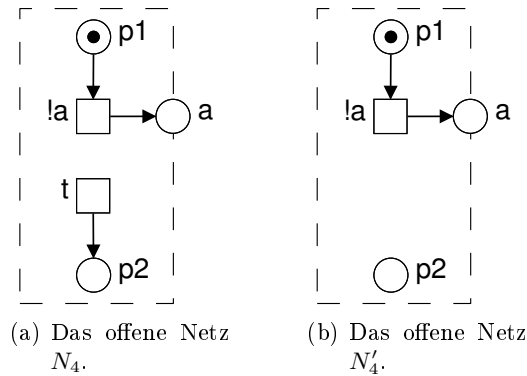 p1
!a
a
t
p2
(a) Das offene Netz
N₄.
p1
!a
a
p2
(b) Das offene Netz
N₄′.